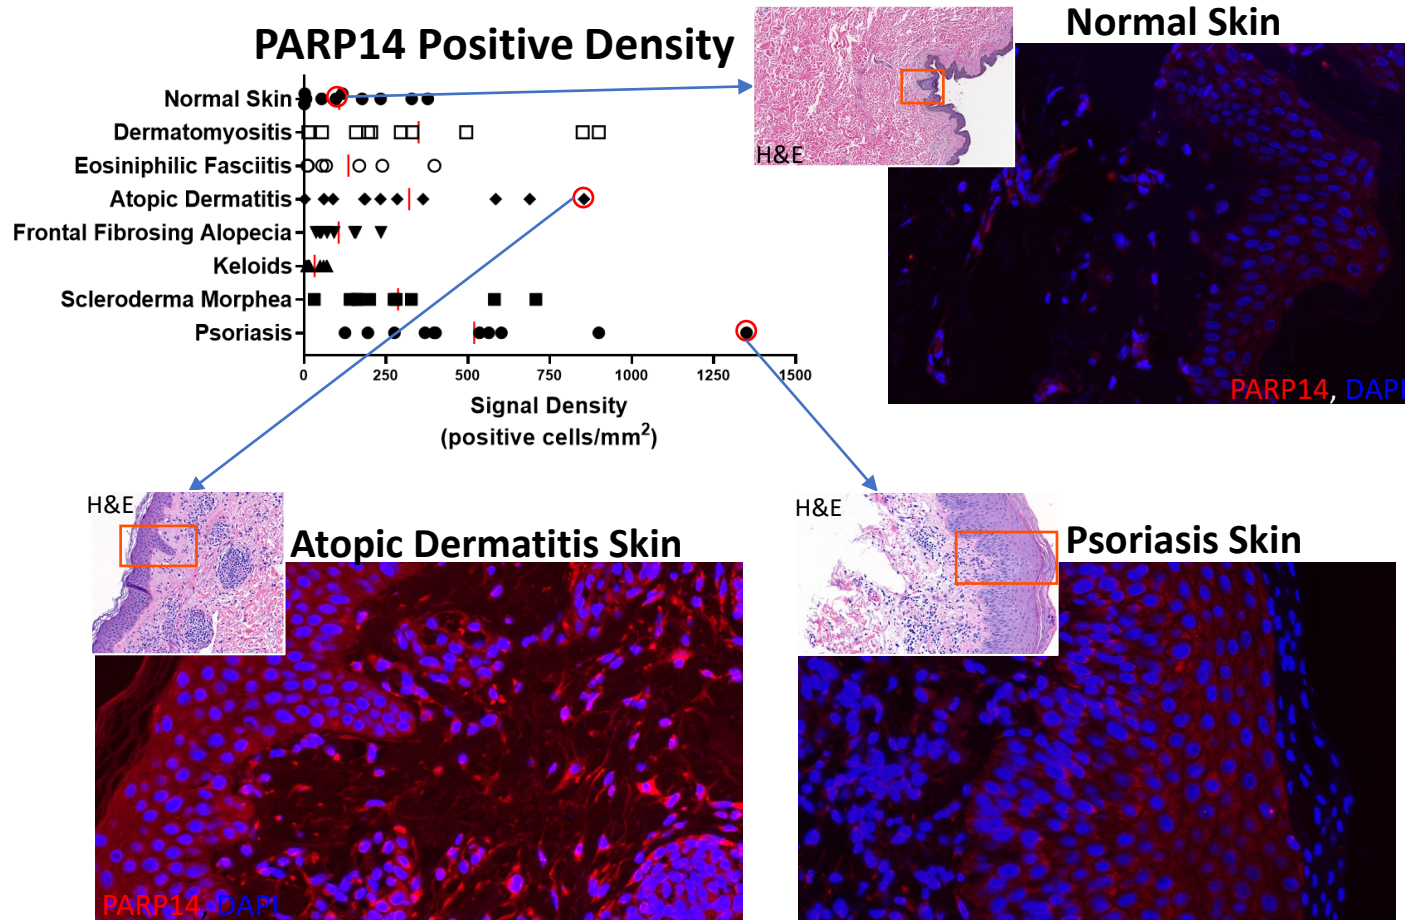 PARP14 Positive Density
Normal Skin
Dermatomyositis
Eosiniphilic Fasciitis
Atopic Dermatitis
Frontal Fibrosing Alopecia
Keloids
Scleroderma Morphea
Psoriasis
0 250 500 750 1000 1250 1500
Signal Density
(positive cells/mm²)
Normal Skin
H&E
PARP14, DAPI
H&E
Atopic Dermatitis Skin
PARP14, DAPI
H&E
Psoriasis Skin